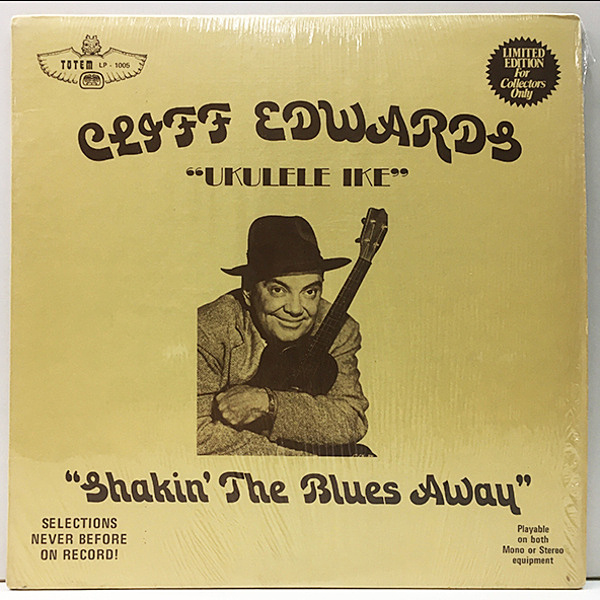 TOTEM LP - 1005
LIMITED
EDITION
For
Collectors
Only
CLIFF EDWARDS
"UKULELE IKE"
"Shakin' The Blues Away"
SELECTIONS
NEVER BEFORE
ON RECORD!
Playable
on both
Mono or Stereo
equipment